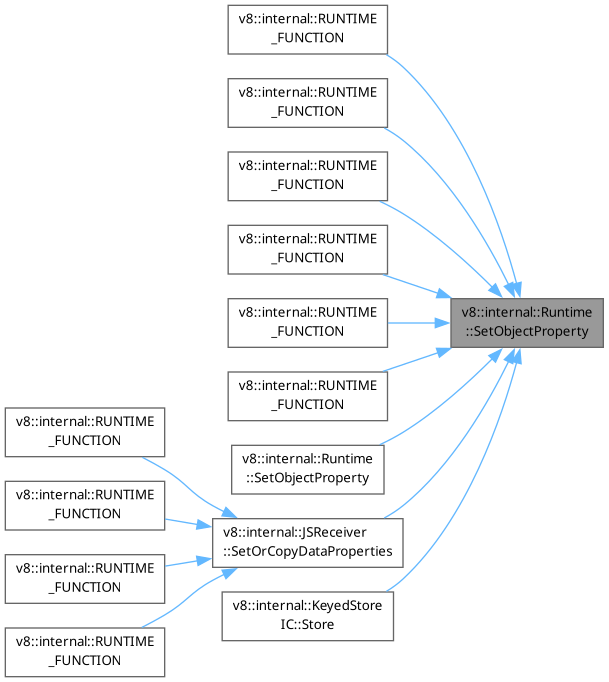 v8::internal::RUNTIME
_FUNCTION
v8::internal::RUNTIME
_FUNCTION
v8::internal::RUNTIME
_FUNCTION
v8::internal::RUNTIME
_FUNCTION
v8::internal::RUNTIME
_FUNCTION
v8::internal::RUNTIME
_FUNCTION
v8::internal::Runtime
::SetObjectProperty
v8::internal::Runtime
::SetObjectProperty
v8::internal::JSReceiver
::SetOrCopyDataProperties
v8::internal::KeyedStore
IC::Store
v8::internal::RUNTIME
_FUNCTION
v8::internal::RUNTIME
_FUNCTION
v8::internal::RUNTIME
_FUNCTION
v8::internal::RUNTIME
_FUNCTION